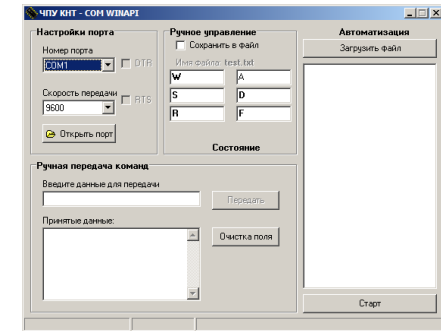 ЧПУ КНТ - COM WINAPI
Настройки порта
Номер порта
COM1
DTR
Скорость передачи
9600
RTS
Открыть порт
Ручное управление
Сохранить в файл
Имя файла: test.txt
W A
S D
R F
Состояние
Автоматизация
Загрузить файл
Ручная передача команд
Введите данные для передачи
Передать
Принятые данные:
Очистка поля
Старт